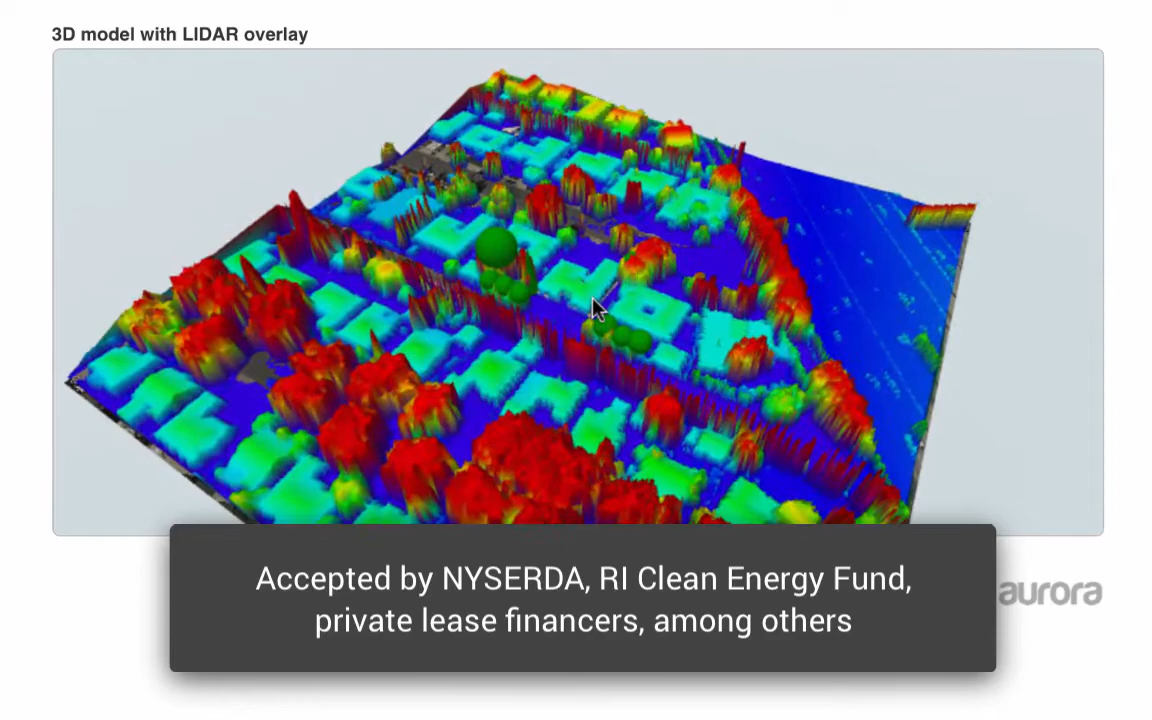 3D model with LIDAR overlay
Accepted by NYSERDA, RI Clean Energy Fund,
private lease financers, among others
aurora